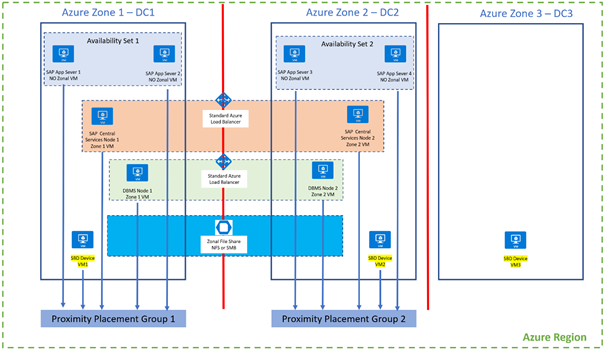 Azure Zone 1 – DC1
Azure Zone 2 – DC2
Azure Zone 3 – DC3
Availability Set 1
SAP App Sever 1
NO Zonal VM
SAP App Sever 2
NO Zonal VM
Availability Set 2
SAP App Sever 3
NO Zonal VM
SAP App Sever 4
NO Zonal VM
Standard Azure
Load Balancer
SAP Central
Services Node 1
Zone 1 VM
SAP Central
Services Node 2
Zone 2 VM
Standard Azure
Load Balancer
DBMS Node 1
Zone 1 VM
DBMS Node 2
Zone 2 VM
Zonal File Share
NFS or SMB
SBD Device
VM1
SBD Device
VM2
SBD Device
VM3
Proximity Placement Group 1
Proximity Placement Group 2
Azure Region